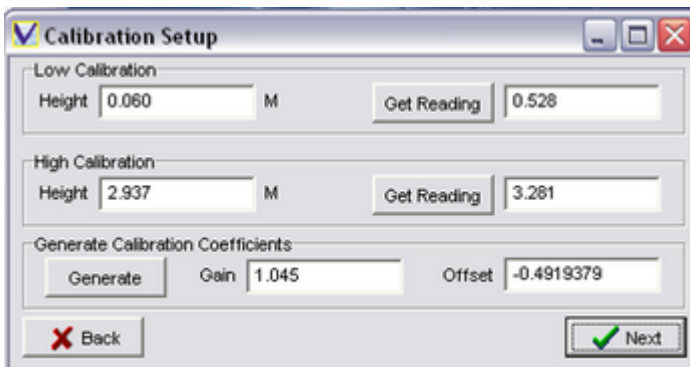 Calibration Setup
Low Calibration
Height 0.060 M Get Reading 0.528
High Calibration
Height 2.937 M Get Reading 3.281
Generate Calibration Coefficients
Generate Gain 1.045 Offset -0.4919379
Back Next